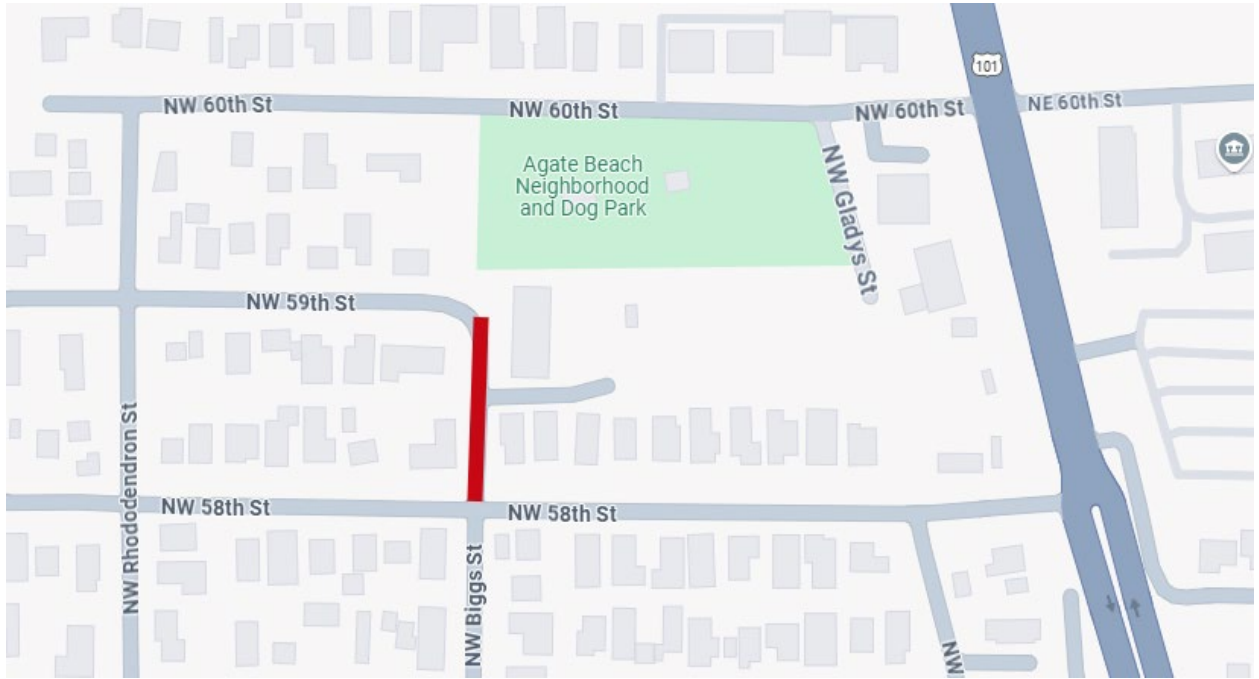 101
NW 60th St
NW 60th St
NW 60th St
NE 60th St
Agate Beach
Neighborhood
and Dog Park
NW Gladys St
NW 59th St
NW Rhododendron St
NW 58th St
NW 58th St
NW Biggs St
NW